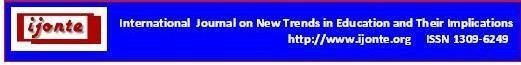 ijonte
International Journal on New Trends in Education and Their Implications
http://www.ijonte.org ISSN 1309-6249